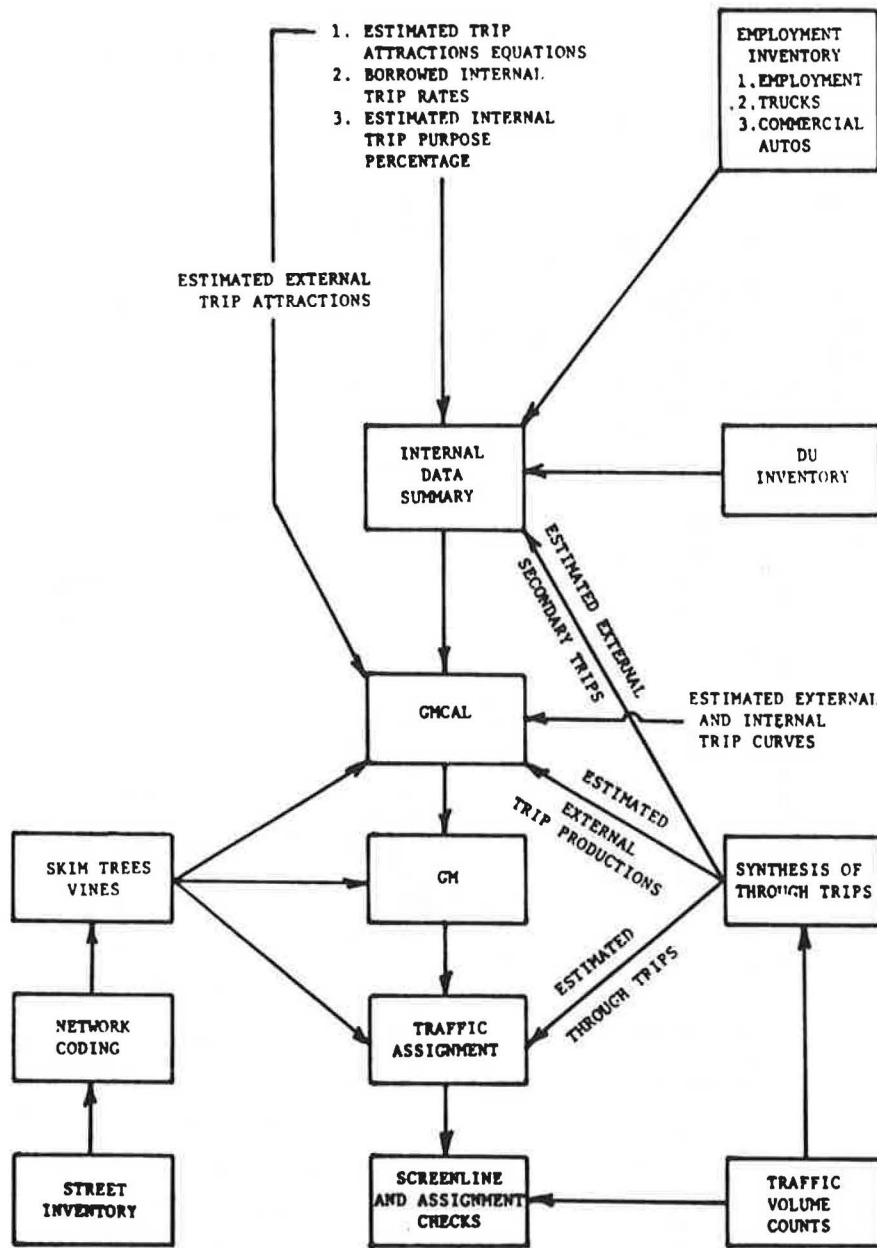 1. ESTIMATED TRIP
ATTRACTIONS EQUATIONS
2. BORROWED INTERNAL
TRIP RATES
3. ESTIMATED INTERNAL
TRIP PURPOSE
PERCENTAGE
EMPLOYMENT
INVENTORY
1.EMPLOYMENT
.2.TRUCKS
3.COMMERCIAL
AUTOS
ESTIMATED EXTERNAL
TRIP ATTRACTIONS
INTERNAL
DATA
SUMMARY
DU
INVENTORY
ESTIMATED EXTERNAL
SECONDARY TRIPS
GMCAL
ESTIMATED EXTERNAL
AND INTERNAL
TRIP CURVES
ESTIMATED
EXTERNAL
TRIP PRODUCTIONS
SKIM TREES
VINES
GM
SYNTHESIS OF
THROUGH TRIPS
ESTIMATED
THROUGH TRIPS
NETWORK
CODING
TRAFFIC
ASSIGNMENT
STREET
INVENTORY
SCREENLINE
AND ASSIGNMENT
CHECKS
TRAFFIC
VOLUME
COUNTS